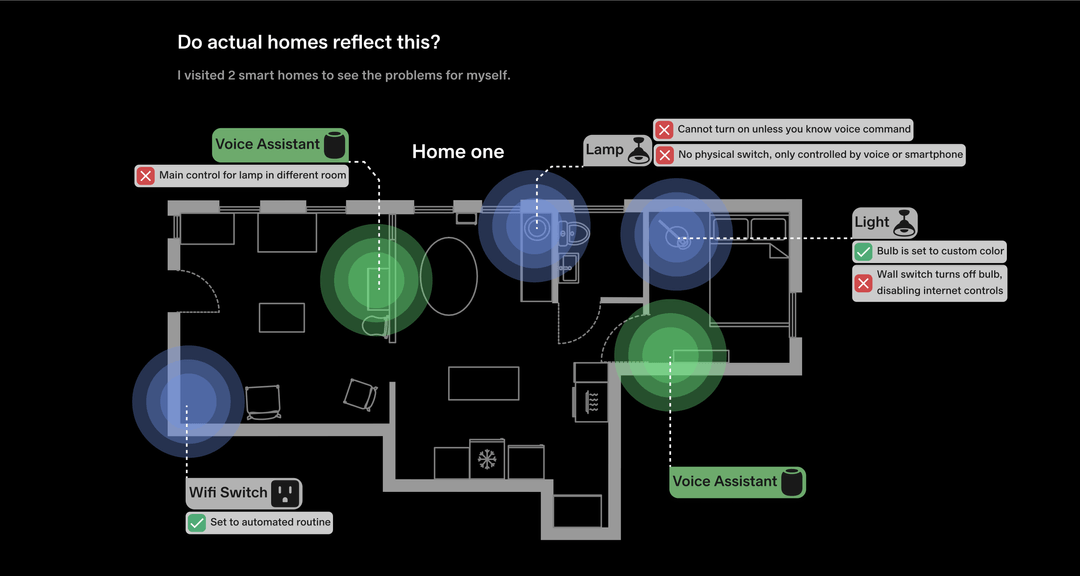 Do actual homes reflect this?
I visited 2 smart homes to see the problems for myself.
Voice Assistant
Main control for lamp in different room
Home one
Lamp
Cannot turn on unless you know voice command
No physical switch, only controlled by voice or smartphone
Light
Bulb is set to custom color
Wall switch turns off bulb,
disabling internet controls
Wifi Switch
Set to automated routine
Voice Assistant